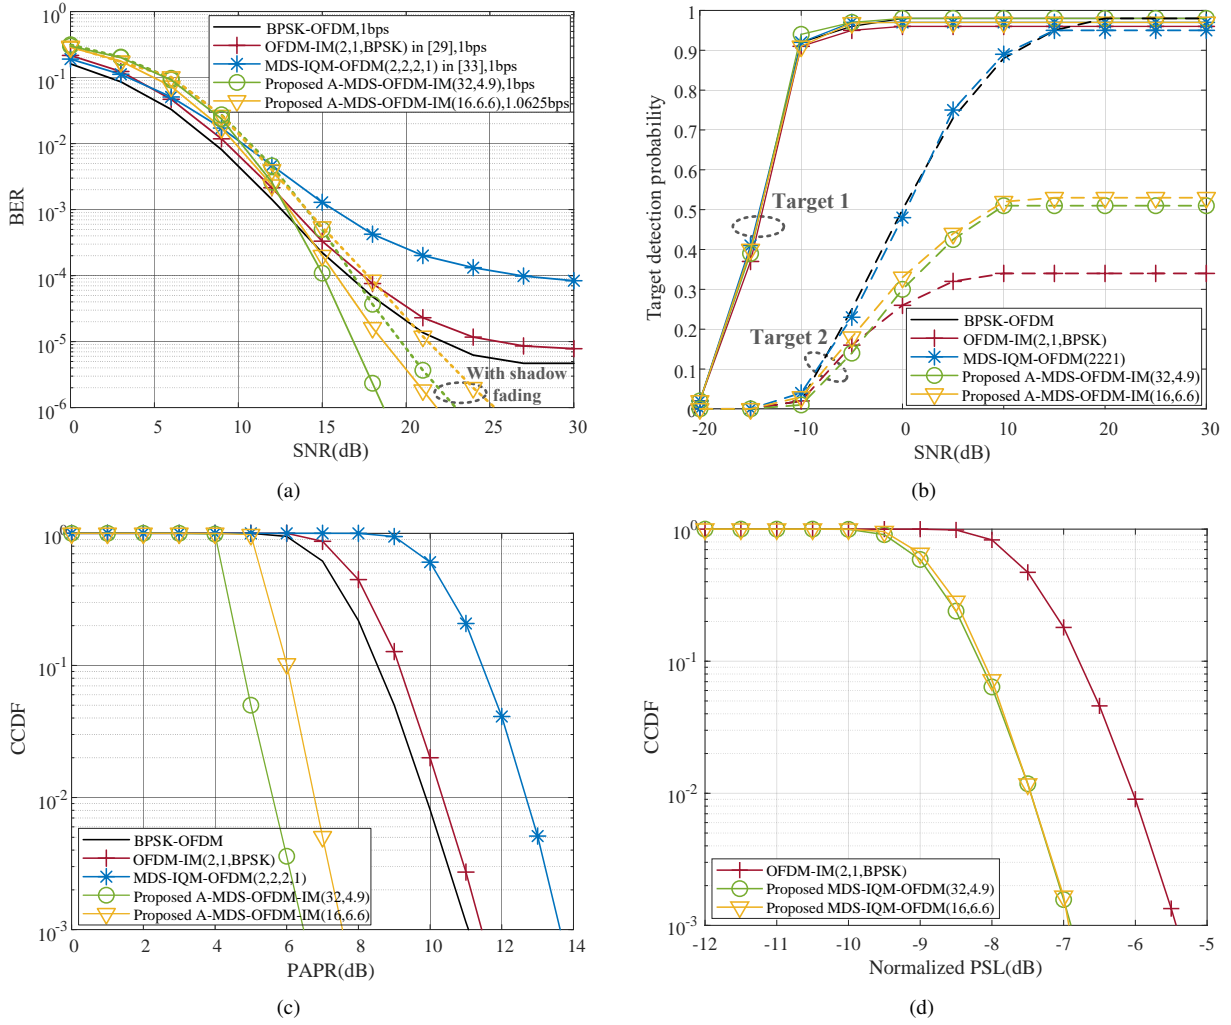 10^0
10^-1
10^-2
10^-3
10^-4
10^-5
10^-6
BER
BPSK-OFDM,1bps
OFDM-IM(2,1,BPSK) in [29],1bps
MDS-IQM-OFDM(2,2,2,1) in [33],1bps
Proposed A-MDS-OFDM-IM(32,4.9),1bps
Proposed A-MDS-OFDM-IM(16.6.6),1.0625bps
With shadow
fading
0 5 10 15 20 25 30
SNR(dB)
(a)
1
0.9
0.8
0.7
0.6
0.5
0.4
0.3
0.2
0.1
0
Target detection probability
Target 1
Target 2
BPSK-OFDM
OFDM-IM(2,1,BPSK)
MDS-IQM-OFDM(2221)
Proposed A-MDS-OFDM-IM(32,4.9)
Proposed A-MDS-OFDM-IM(16,6.6)
-20 -10 0 10 20 30
SNR(dB)
(b)
10^0
10^-1
10^-2
10^-3
CCDF
BPSK-OFDM
OFDM-IM(2,1,BPSK)
MDS-IQM-OFDM(2,2,2,1)
Proposed A-MDS-OFDM-IM(32,4.9)
Proposed A-MDS-OFDM-IM(16,6.6)
0 2 4 6 8 10 12 14
PAPR(dB)
(c)
10^0
10^-1
10^-2
10^-3
CCDF
OFDM-IM(2,1,BPSK)
Proposed MDS-IQM-OFDM(32,4.9)
Proposed MDS-IQM-OFDM(16,6.6)
-12 -11 -10 -9 -8 -7 -6 -5
Normalized PSL(dB)
(d)